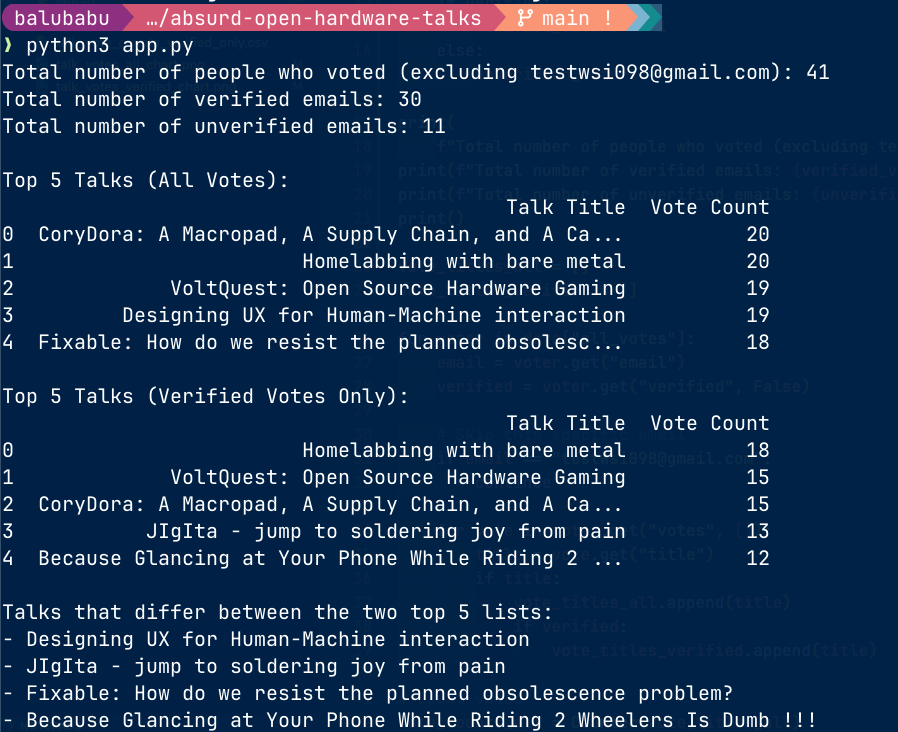 balubabu …/absurd-open-hardware-talks main !
❯ python3 app.py
Total number of people who voted (excluding testwsi098@gmail.com): 41
Total number of verified emails: 30
Total number of unverified emails: 11
Top 5 Talks (All Votes):
Talk Title Vote Count
0 CoryDora: A Macropad, A Supply Chain, and A Ca... 20
1 Homelabbing with bare metal 20
2 VoltQuest: Open Source Hardware Gaming 19
3 Designing UX for Human-Machine interaction 19
4 Fixable: How do we resist the planned obsolesc... 18
Top 5 Talks (Verified Votes Only):
Talk Title Vote Count
0 Homelabbing with bare metal 18
1 VoltQuest: Open Source Hardware Gaming 15
2 CoryDora: A Macropad, A Supply Chain, and A Ca... 15
3 JIgIta - jump to soldering joy from pain 13
4 Because Glancing at Your Phone While Riding 2 ... 12
Talks that differ between the two top 5 lists:
- Designing UX for Human-Machine interaction
- JIgIta - jump to soldering joy from pain
- Fixable: How do we resist the planned obsolescence problem?
- Because Glancing at Your Phone While Riding 2 Wheelers Is Dumb !!!